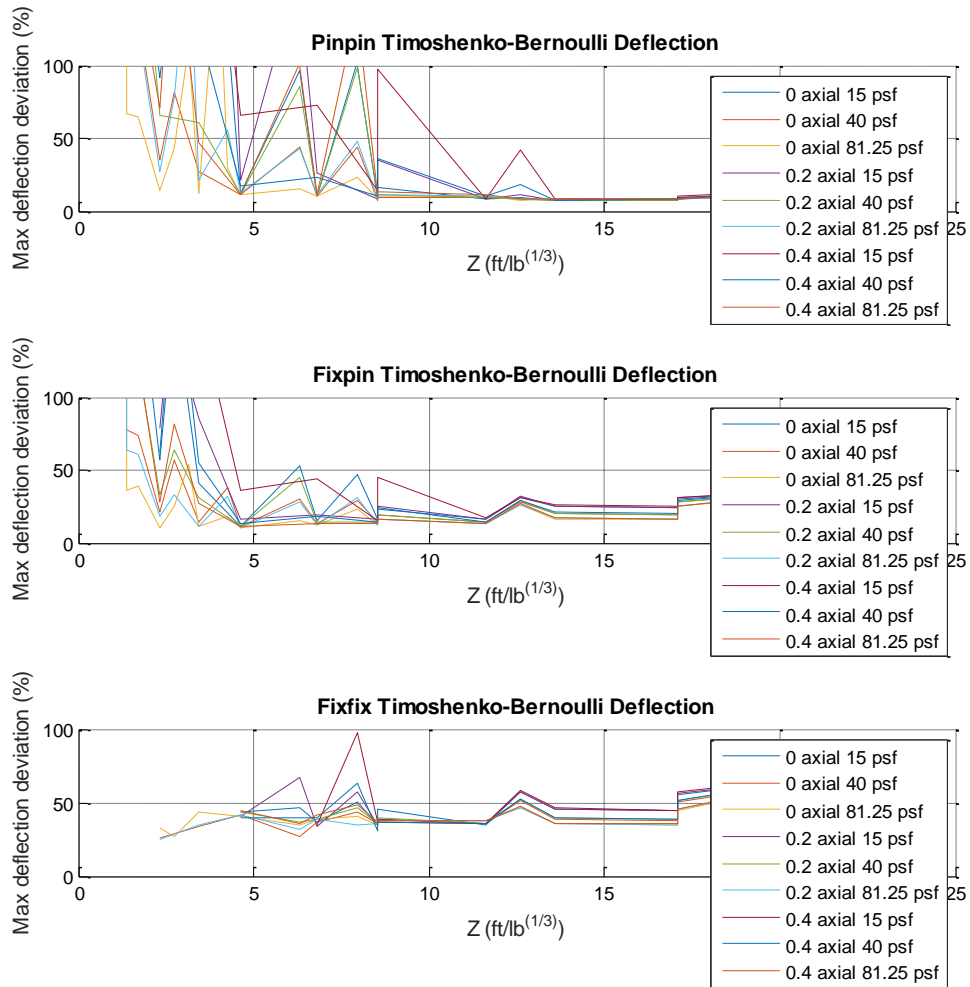 Pinpin Timoshenko-Bernoulli Deflection
Max deflection deviation (%)
100
50
0
0
5
10
15
25
Z (ft/lb^(1/3))
0 axial 15 psf
0 axial 40 psf
0 axial 81.25 psf
0.2 axial 15 psf
0.2 axial 40 psf
0.2 axial 81.25 psf
0.4 axial 15 psf
0.4 axial 40 psf
0.4 axial 81.25 psf
Fixpin Timoshenko-Bernoulli Deflection
Max deflection deviation (%)
100
50
0
0
5
10
15
25
Z (ft/lb^(1/3))
0 axial 15 psf
0 axial 40 psf
0 axial 81.25 psf
0.2 axial 15 psf
0.2 axial 40 psf
0.2 axial 81.25 psf
0.4 axial 15 psf
0.4 axial 40 psf
0.4 axial 81.25 psf
Fixfix Timoshenko-Bernoulli Deflection
Max deflection deviation (%)
100
50
0
0
5
10
15
25
Z (ft/lb^(1/3))
0 axial 15 psf
0 axial 40 psf
0 axial 81.25 psf
0.2 axial 15 psf
0.2 axial 40 psf
0.2 axial 81.25 psf
0.4 axial 15 psf
0.4 axial 40 psf
0.4 axial 81.25 psf